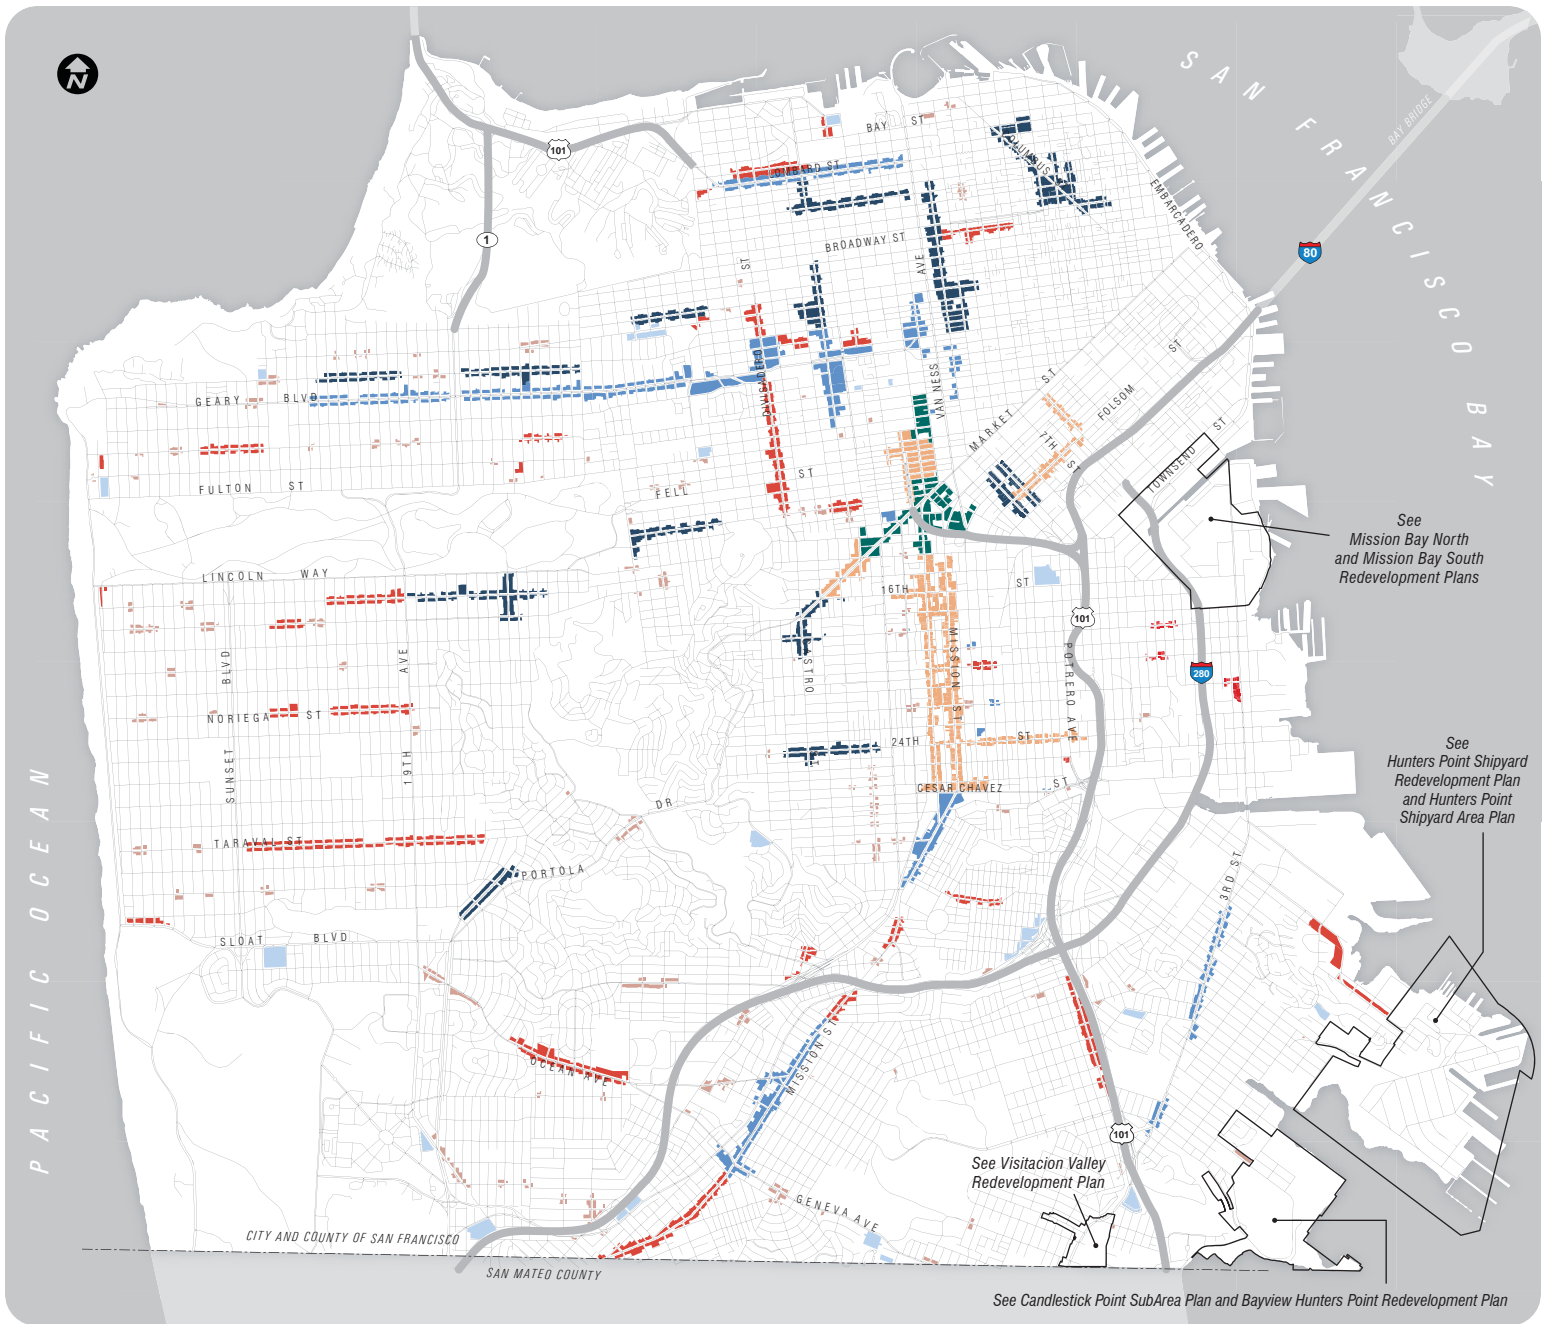 N
SAN FRANCISCO BAY
BAY BRIDGE
BAY ST
101
LOMBARD ST
COLUMBUS
EMBARCADERO
1
BROADWAY ST
80
ST
AVE
DIVISADERO
VAN NESS
GEARY BLVD
MARKET
ST
FOLSOM
ST
7TH ST
TOWNSEND
ST
FULTON ST
FELL
ST
See
Mission Bay North
and Mission Bay South
Redevelopment Plans
LINCOLN WAY
16TH
ST
101
MISSION ST
POTRERO AVE
280
STRO
ST
SUNSET BLVD
19TH AVE
NORIEGA ST
24TH
ST
CESAR CHAVEZ
ST
See
Hunters Point Shipyard
Redevelopment Plan
and Hunters Point
Shipyard Area Plan
PACIFIC OCEAN
TARAVAL ST
PORTOLA
DR
3RD ST
SLOAT BLVD
OCEAN AVE
MISSION ST
101
See Visitacion Valley
Redevelopment Plan
GENEVA AVE
CITY AND COUNTY OF SAN FRANCISCO
SAN MATEO COUNTY
See Candlestick Point SubArea Plan and Bayview Hunters Point Redevelopment Plan